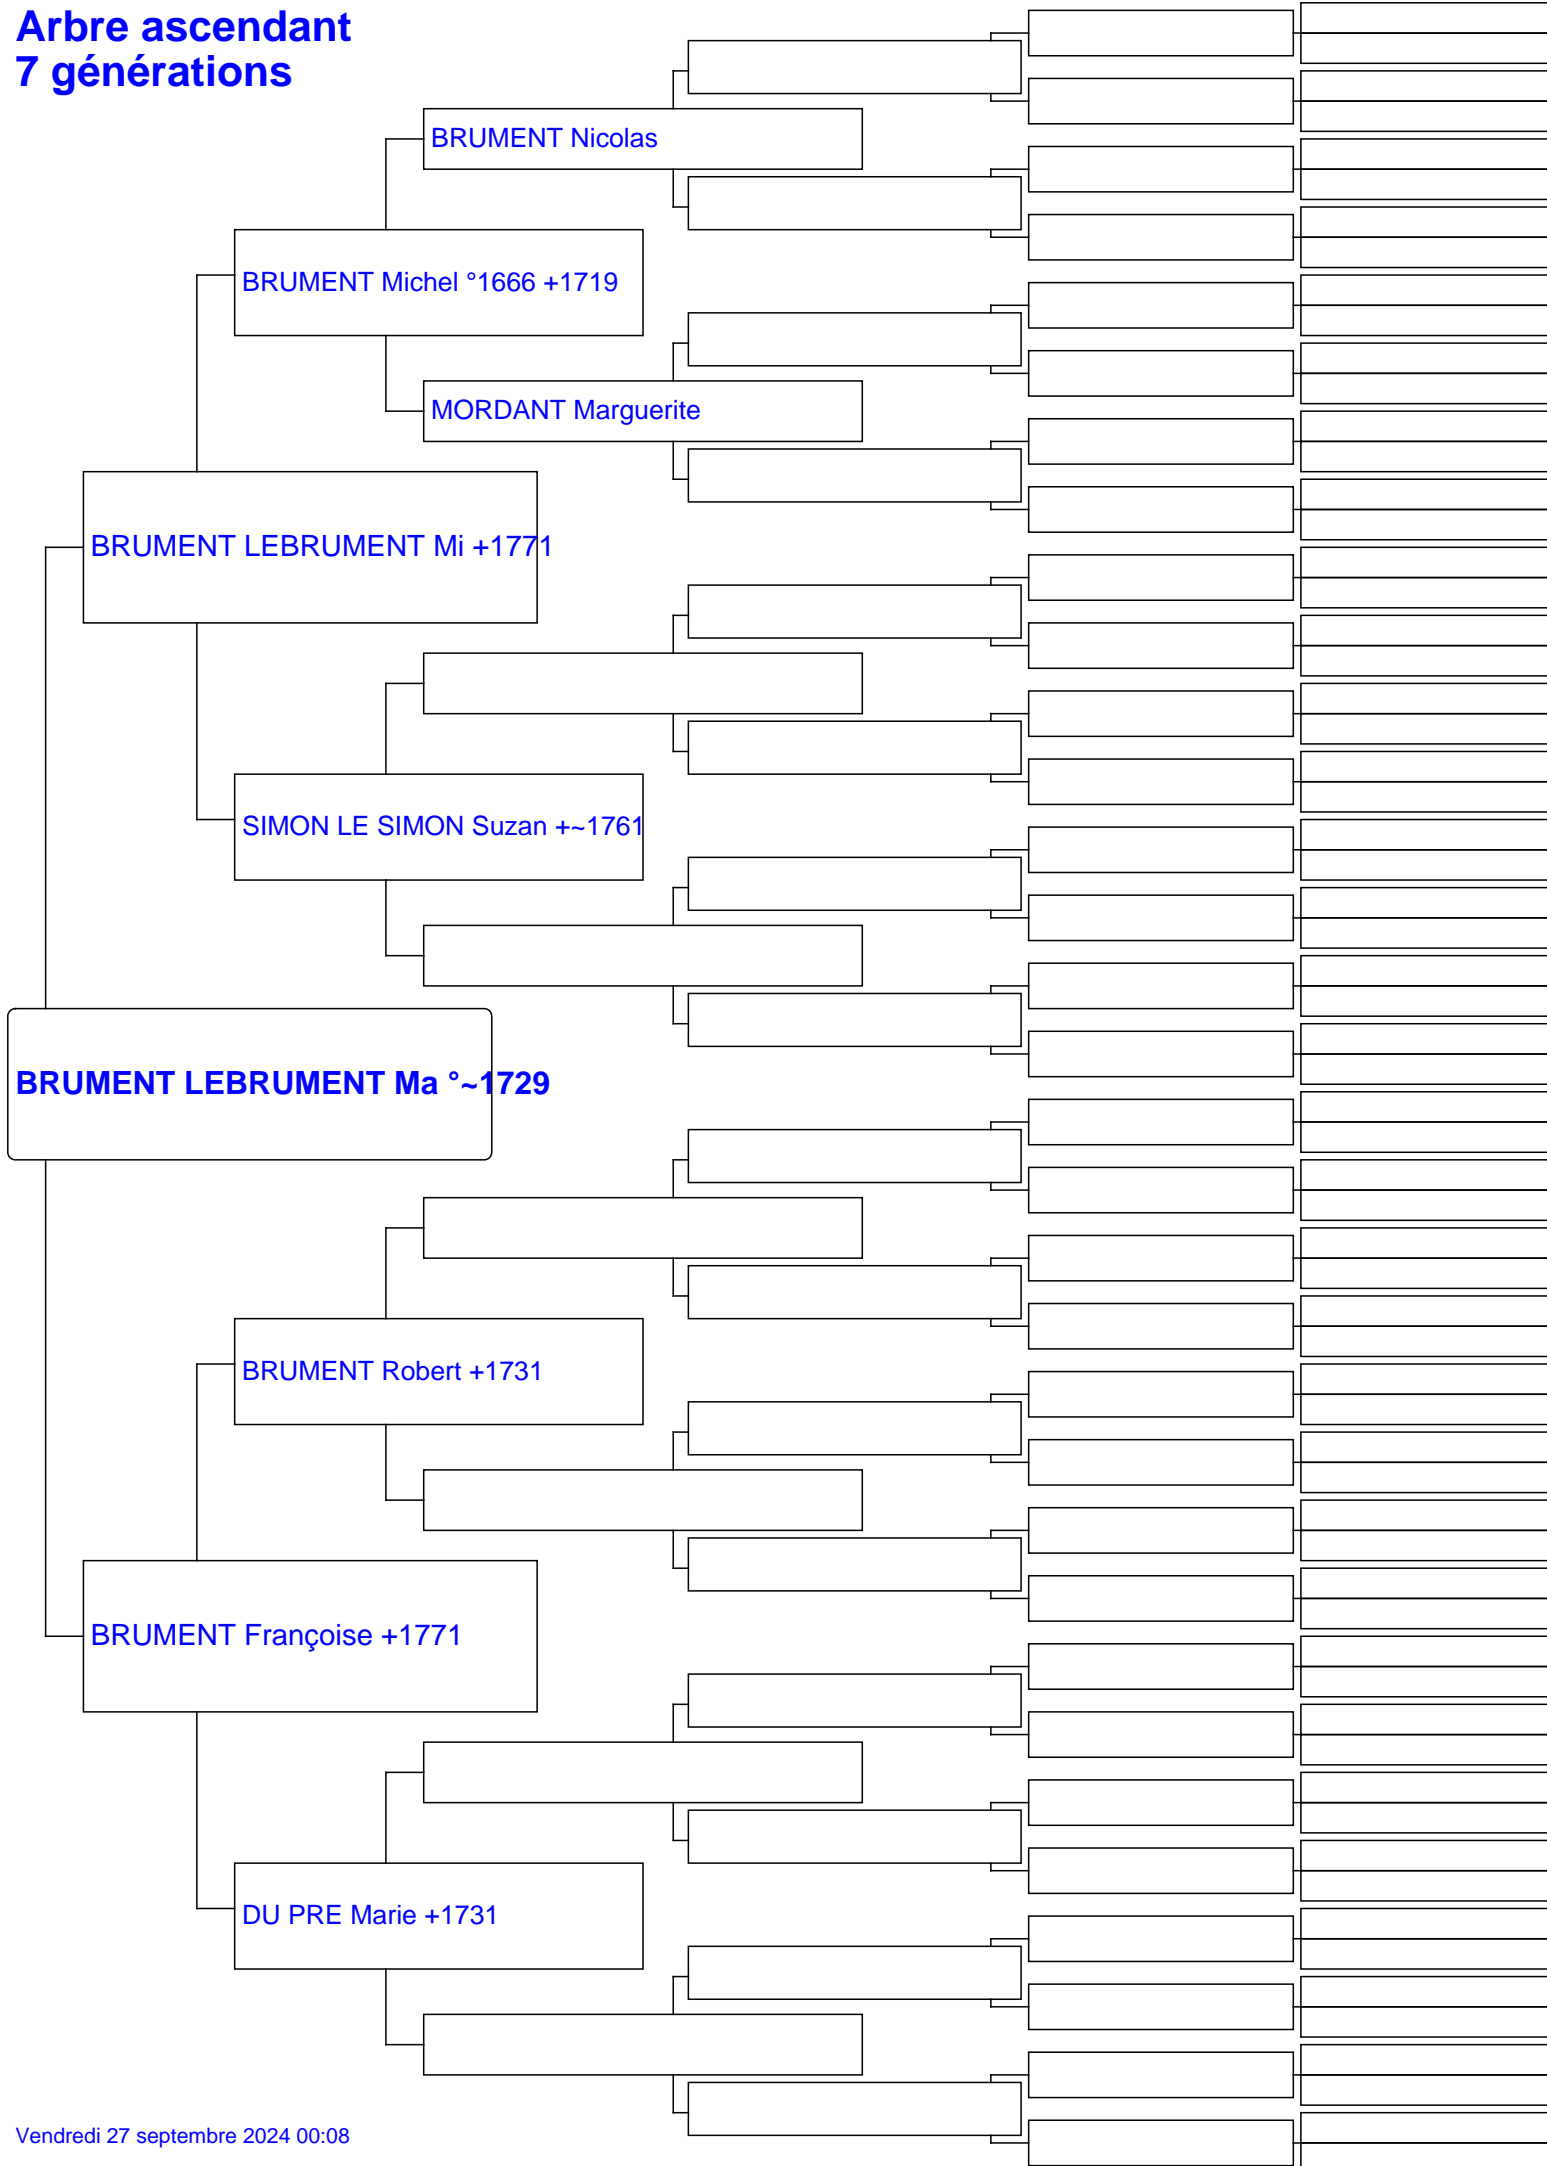 Arbre ascendant
7 générations
BRUMENT Nicolas
BRUMENT Michel °1666 +1719
MORDANT Marguerite
BRUMENT LEBRUMENT Mi +1771
SIMON LE SIMON Suzan +~1761
BRUMENT LEBRUMENT Ma °~1729
BRUMENT Robert +1731
BRUMENT Françoise +1771
DU PRE Marie +1731
Vendredi 27 septembre 2024 00:08